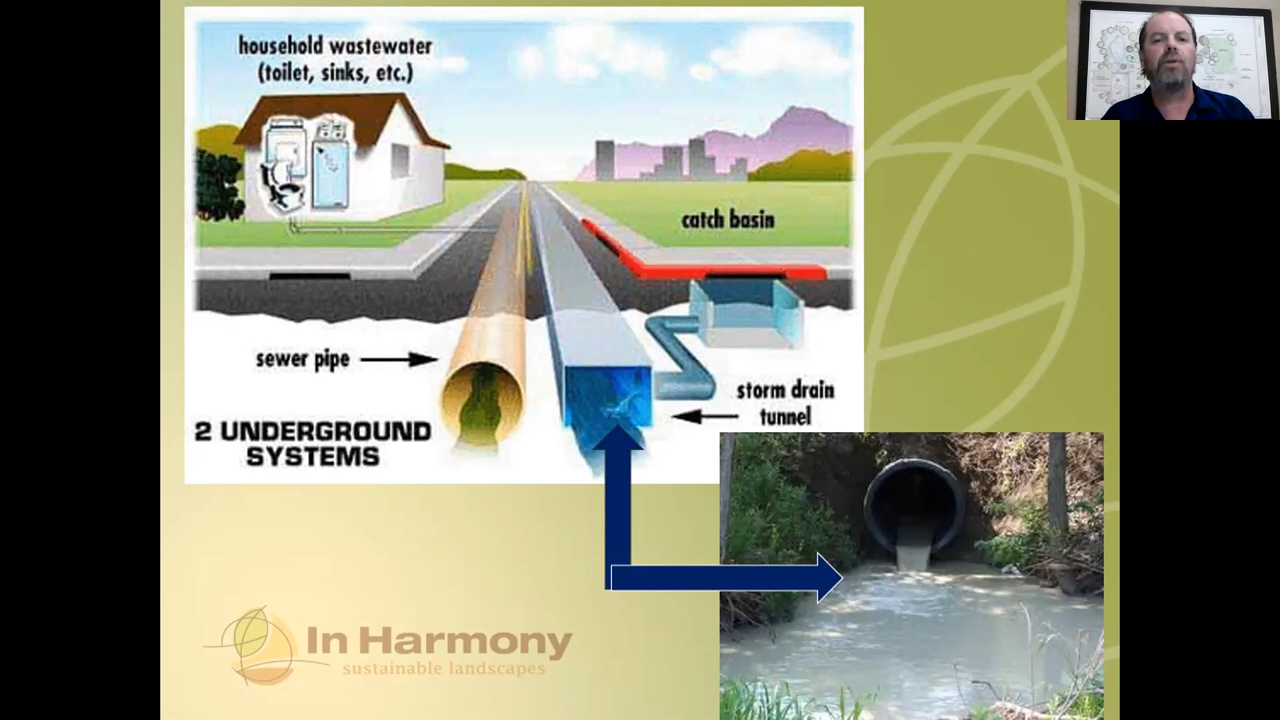 household wastewater
(toilet, sinks, etc.)
catch basin
sewer pipe
storm drain
tunnel
2 UNDERGROUND
SYSTEMS
In Harmony
sustainable landscapes